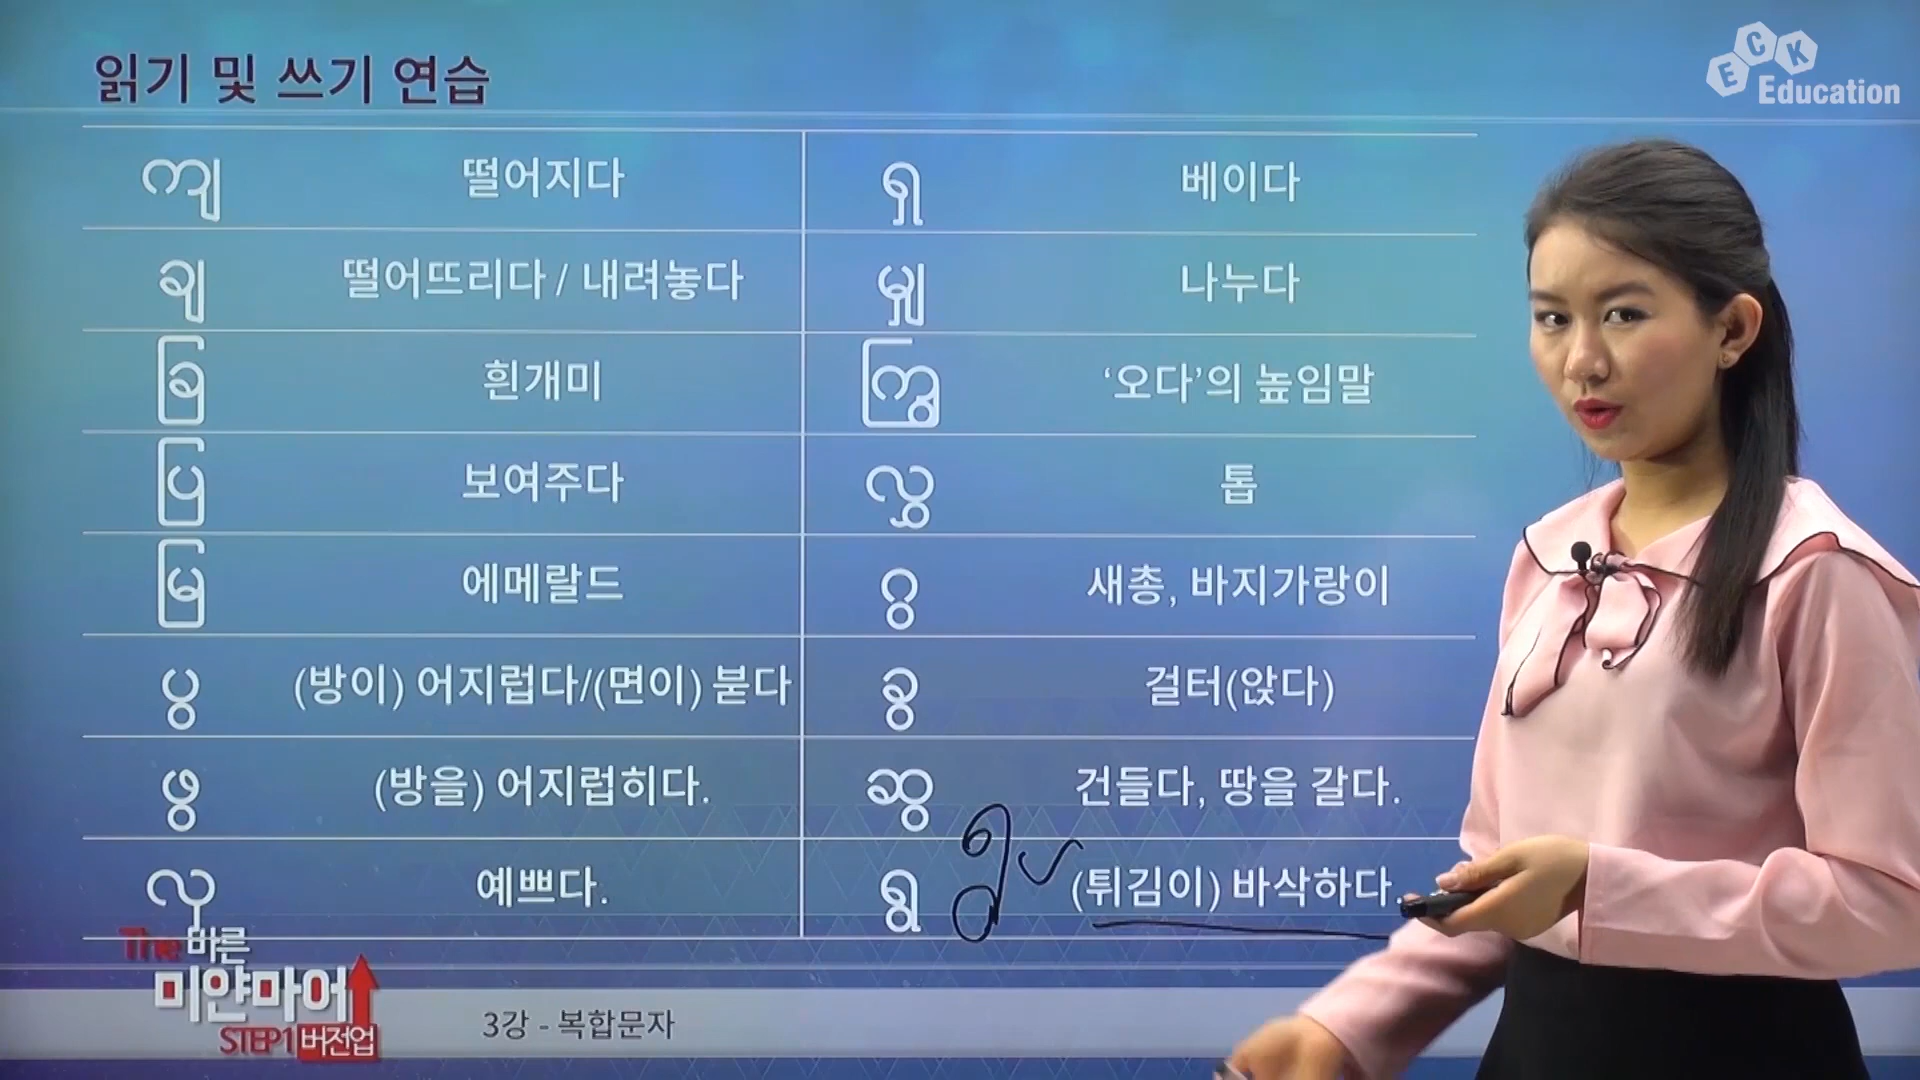 ECK Education
읽기 및 쓰기 연습
ကျ 떨어지다 ရှ 베이다
ချ 떨어뜨리다 / 내려놓다 မျှ 나누다
ခြ 흰개미 ကြွ ‘오다’의 높임말
ပြ 보여주다 လွှ 톱
မြ 에메랄드 ငွ 새총, 바지가랑이
(방이) 어지럽다/(면이) 붇다 ခွ 걸터(앉다)
ဖွ (방을) 어지럽히다. ဆွ 건들다, 땅을 갈다.
လှ 예쁘다. ရွ (튀김이) 바삭하다.
The 바른
미얀마어
STEP1 버전업
3강 - 복합문자